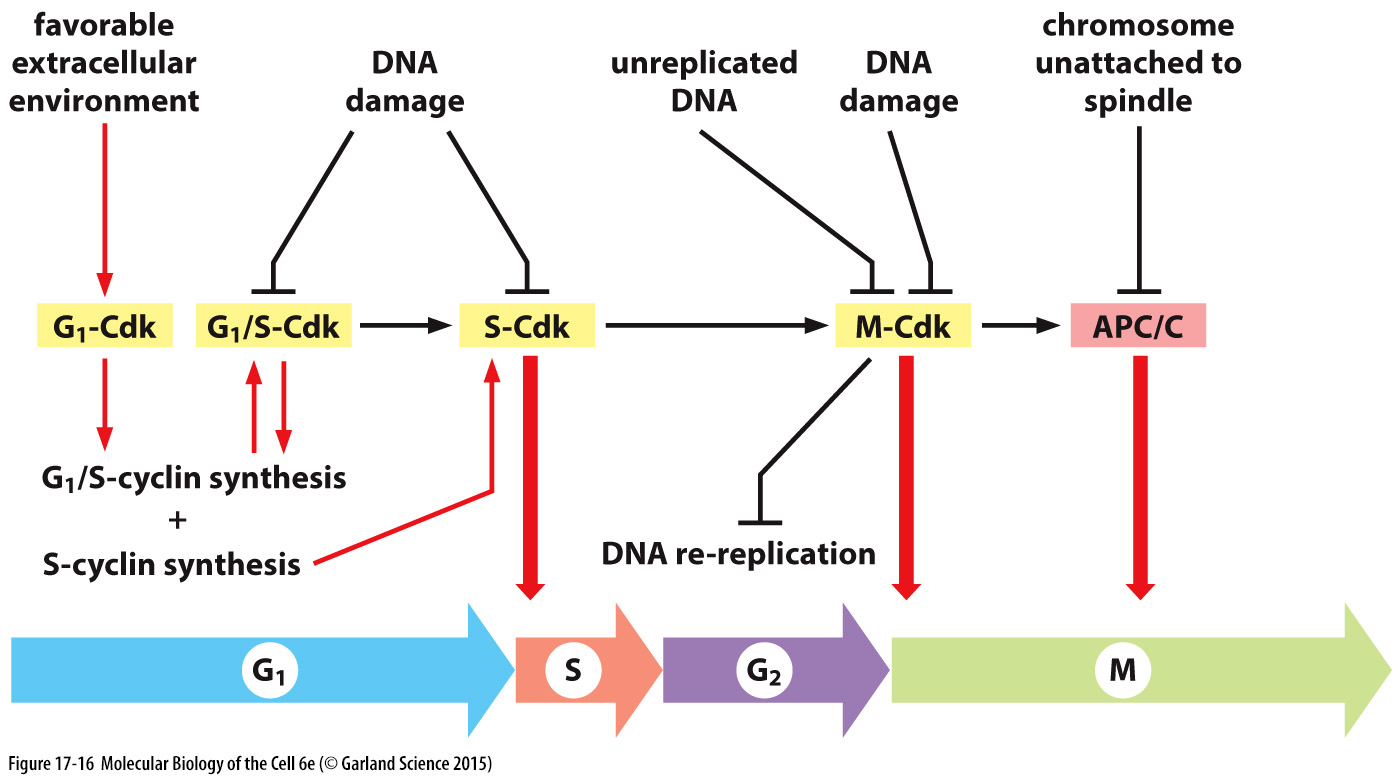 favorable
extracellular
environment
DNA
damage
unreplicated
DNA
DNA
damage
chromosome
unattached to
spindle
G₁-Cdk
G₁/S-Cdk
S-Cdk
M-Cdk
APC/C
G₁/S-cyclin synthesis
+
S-cyclin synthesis
DNA re-replication
G₁
S
G₂
M
Figure 17-16 Molecular Biology of the Cell 6e (© Garland Science 2015)